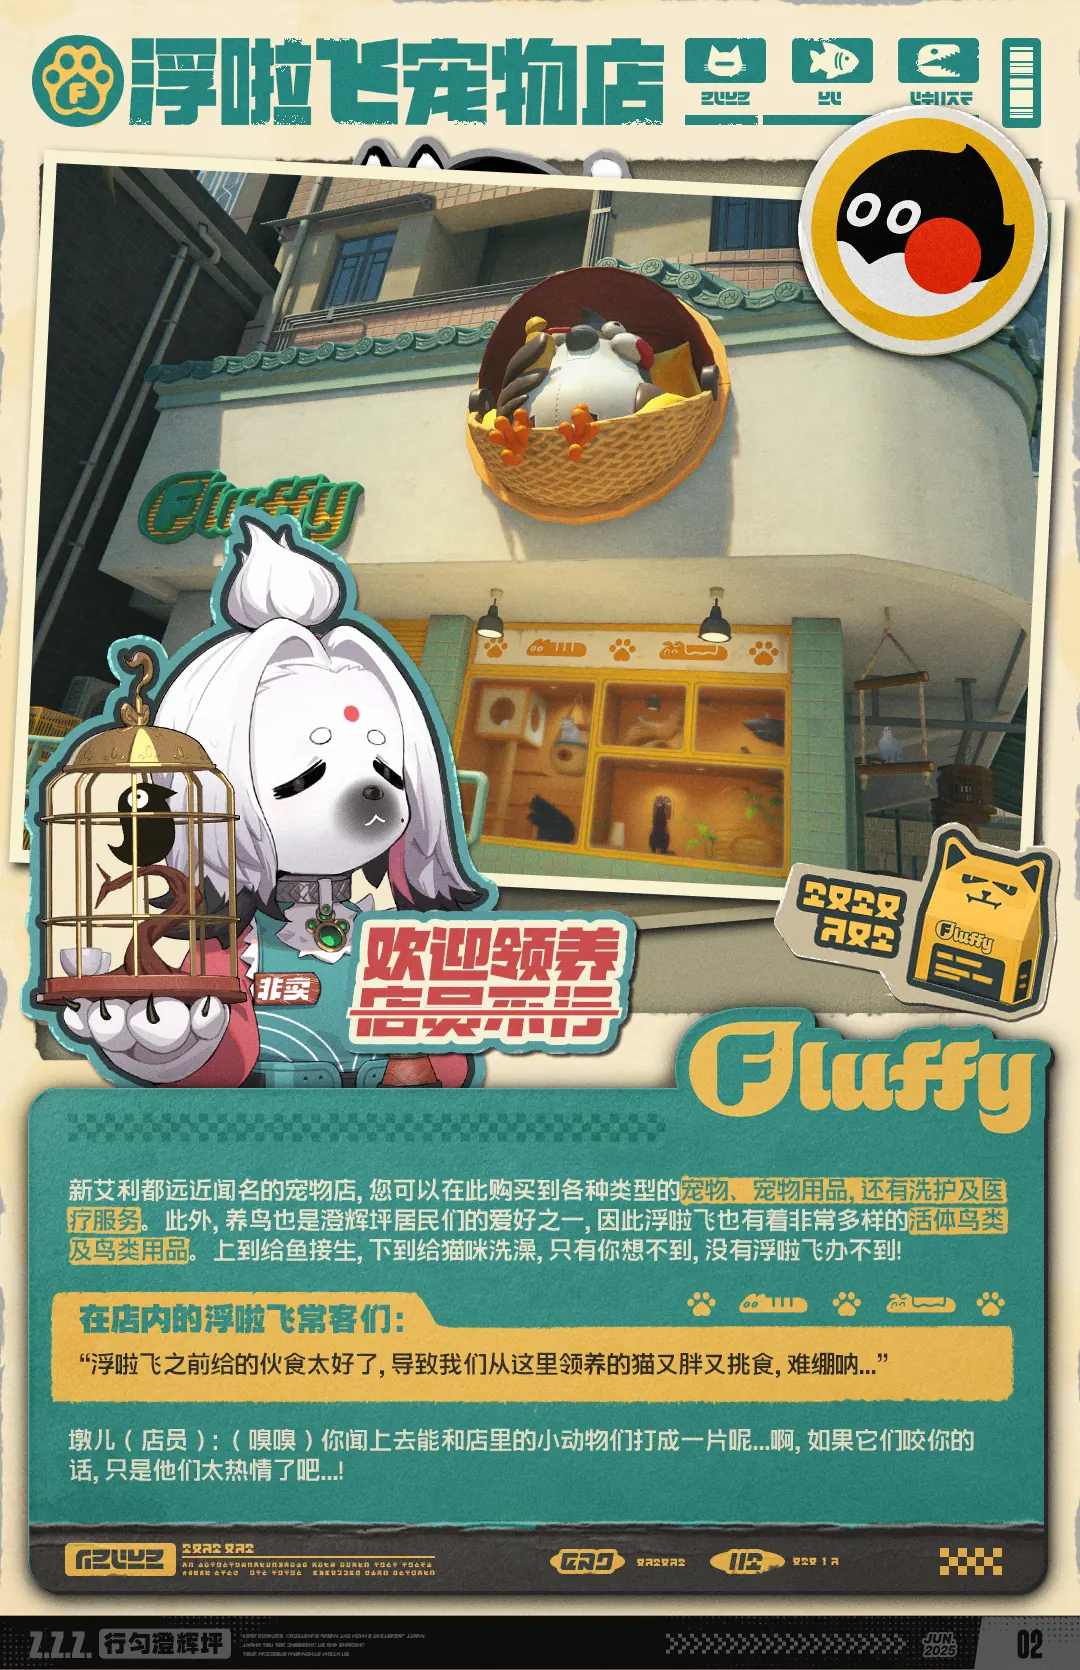 浮啦飞宠物店
F
Fluffy
非卖
欢迎领养
店员不行
Fluffy
Fluffy
新艾利都远近闻名的宠物店, 您可以在此购买到各种类型的宠物、宠物用品, 还有洗护及医
疗服务。此外, 养鸟也是澄辉坪居民们的爱好之一, 因此浮啦飞也有着非常多样的活体鸟类
及鸟类用品。上到给鱼接生, 下到给猫咪洗澡, 只有你想不到, 没有浮啦飞办不到!
在店内的浮啦飞常客们:
“浮啦飞之前给的伙食太好了, 导致我们从这里领养的猫又胖又挑食, 难绷呐...”
墩儿 ( 店员 ) : ( 嗅嗅 ) 你闻上去能和店里的小动物们打成一片呢...啊, 如果它们咬你的
话, 只是他们太热情了吧...!
Z.Z.Z. 行匀澄辉坪
JUN.
2025
02